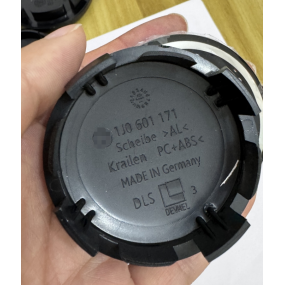 1J0 601 171
Scheibe >AL<
Krallen PC+ABS<
MADE IN Germany
DLS 3